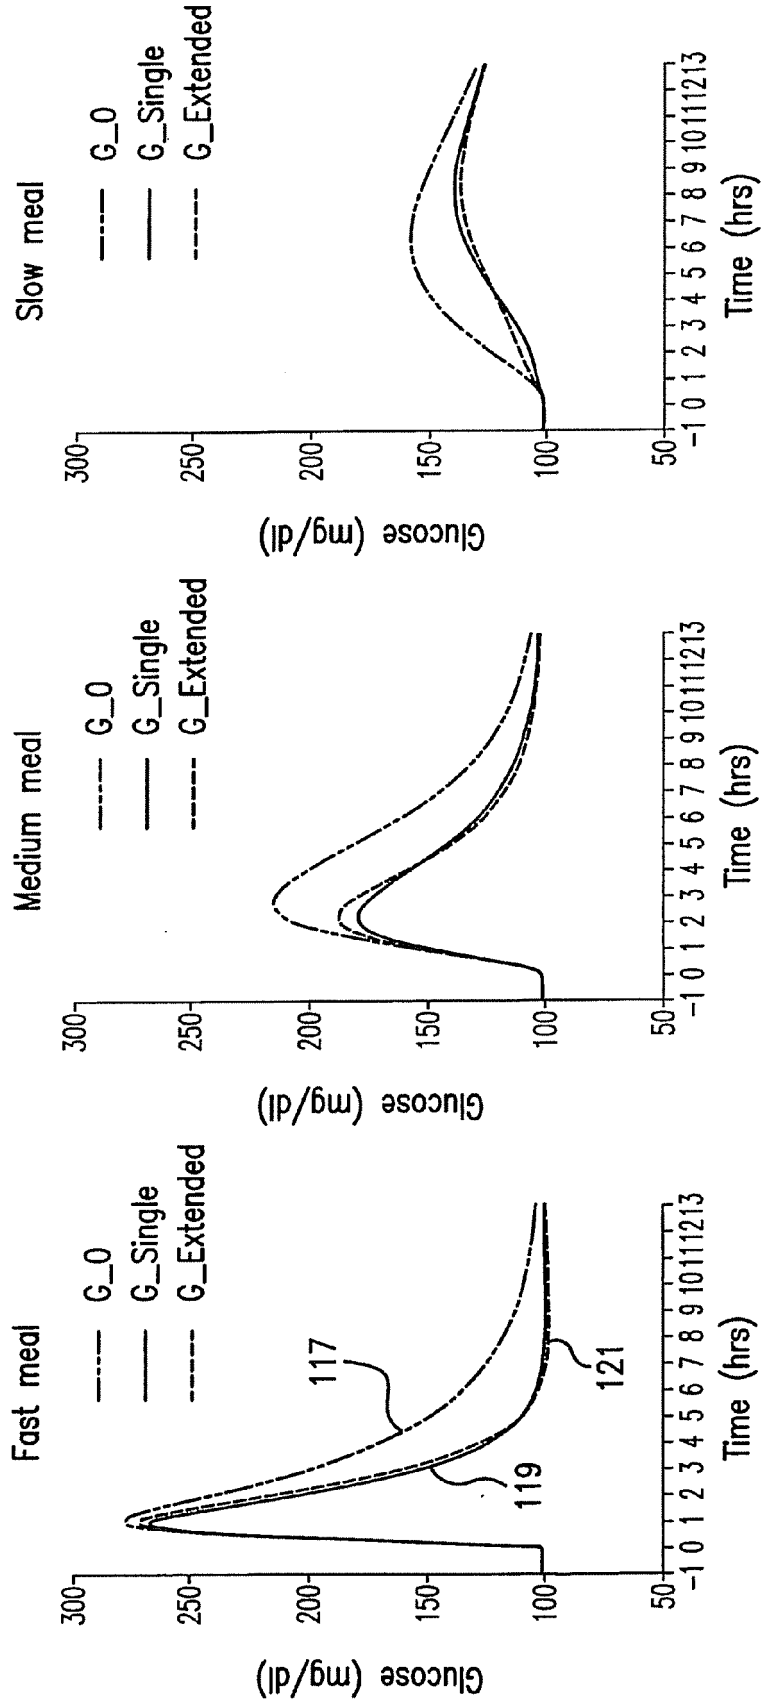 Fast meal
G_0
G_Single
G_Extended
300
250
200
150
100
50
Glucose (mg/dl)
117
119
121
-1 0 1 2 3 4 5 6 7 8 9 10 11 12 13
Time (hrs)
Medium meal
G_0
G_Single
G_Extended
300
250
200
150
100
50
Glucose (mg/dl)
-1 0 1 2 3 4 5 6 7 8 9 10 11 12 13
Time (hrs)
Slow meal
G_0
G_Single
G_Extended
300
250
200
150
100
50
Glucose (mg/dl)
-1 0 1 2 3 4 5 6 7 8 9 10 11 12 13
Time (hrs)